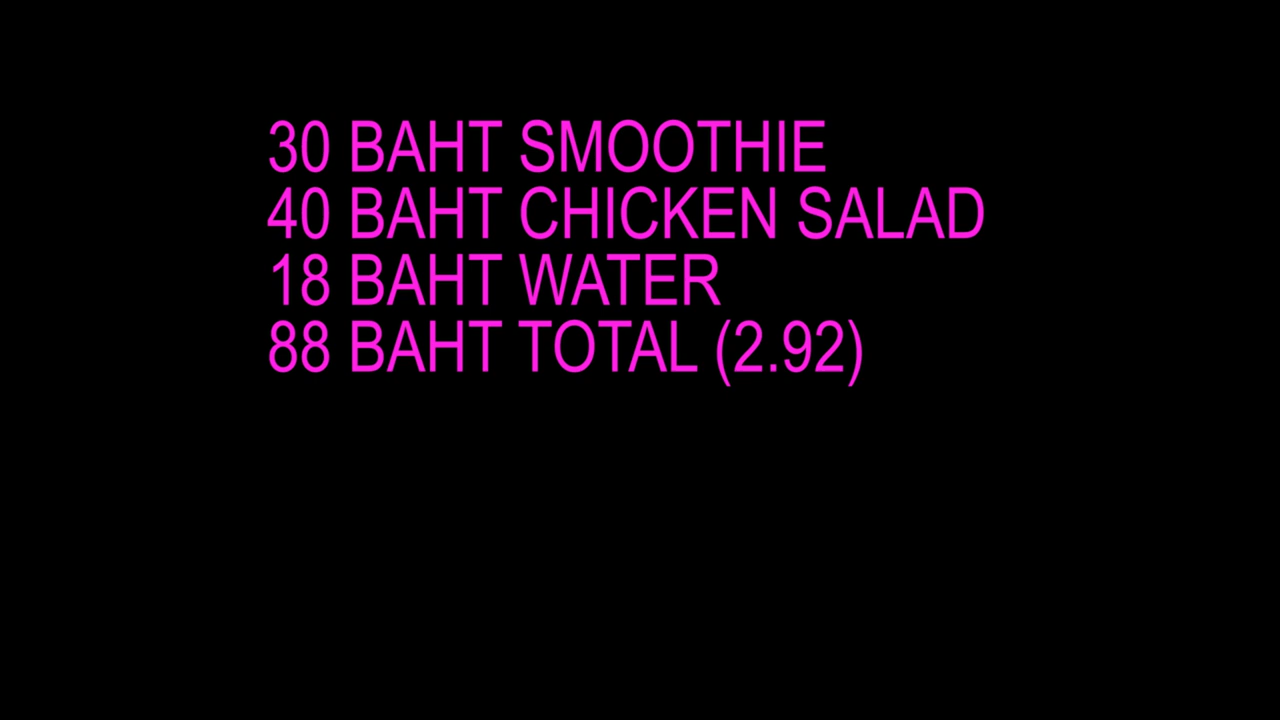 30 BAHT SMOOTHIE
40 BAHT CHICKEN SALAD
18 BAHT WATER
88 BAHT TOTAL (2.92)